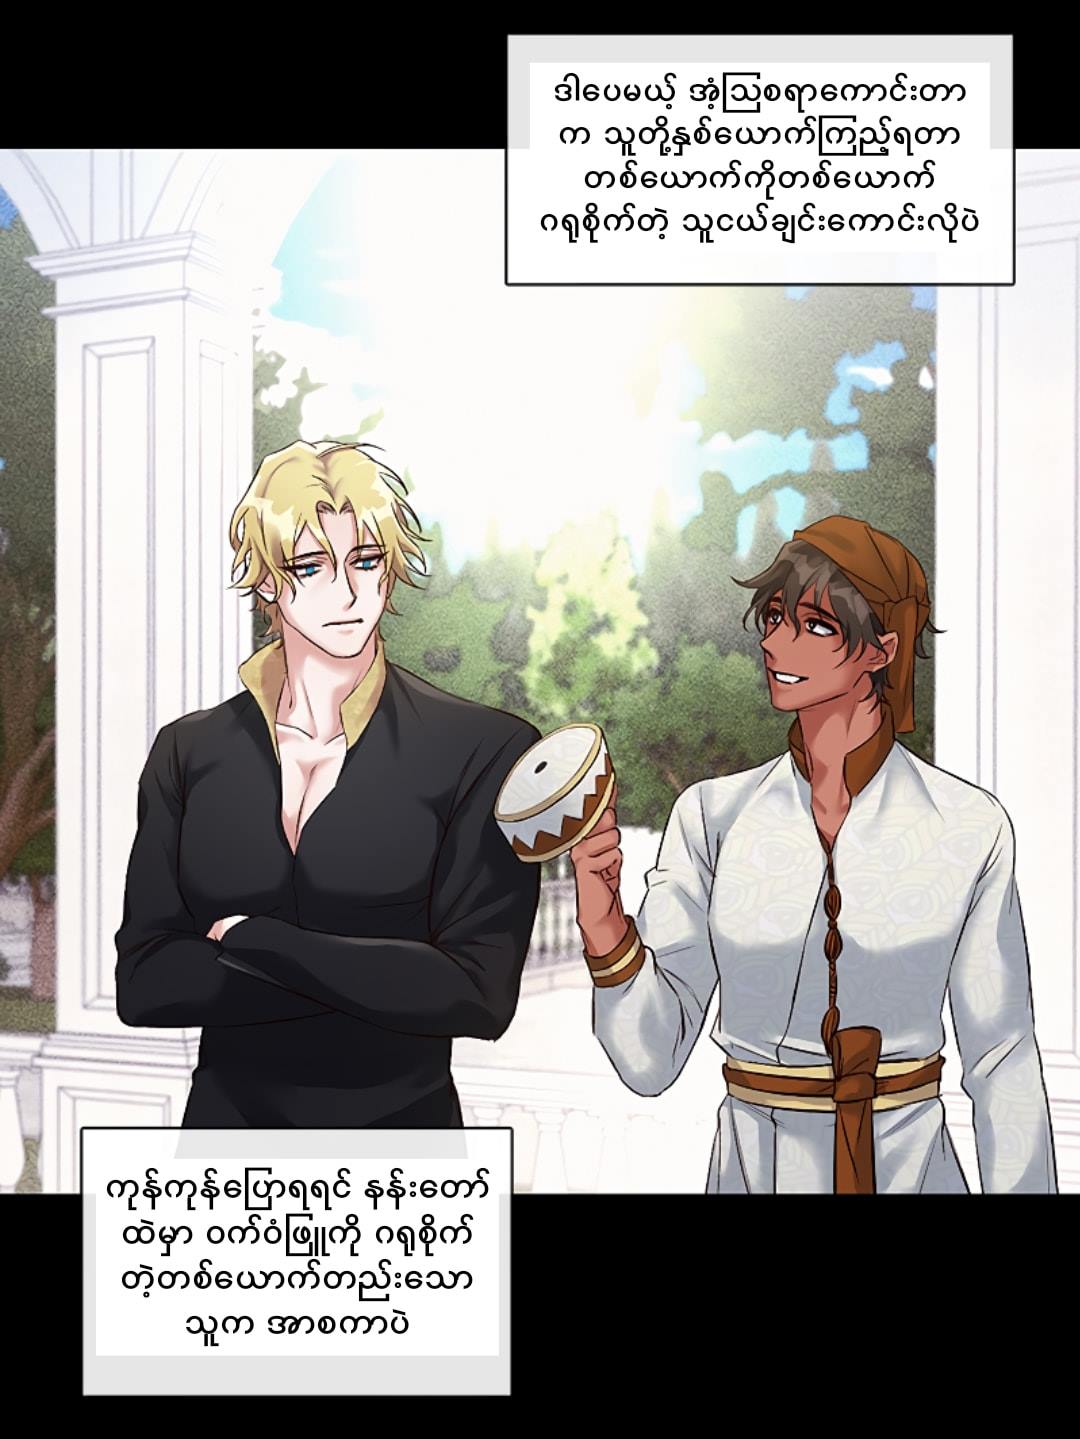 ဒါပေမယ့် အံ့ဩစရာကောင်းတာ
က သူတို့နှစ်ယောက်ကြည့်ရတာ
တစ်ယောက်ကိုတစ်ယောက်
ဂရုစိုက်တဲ့ သူငယ်ချင်းကောင်းလိုပဲ
ကုန်ကုန်ပြောရရင် နန်းတော်
ထဲမှာ ဝက်ဝံဖြူကို ဂရုစိုက်
တဲ့တစ်ယောက်တည်းသော
သူက အာစကာပဲ